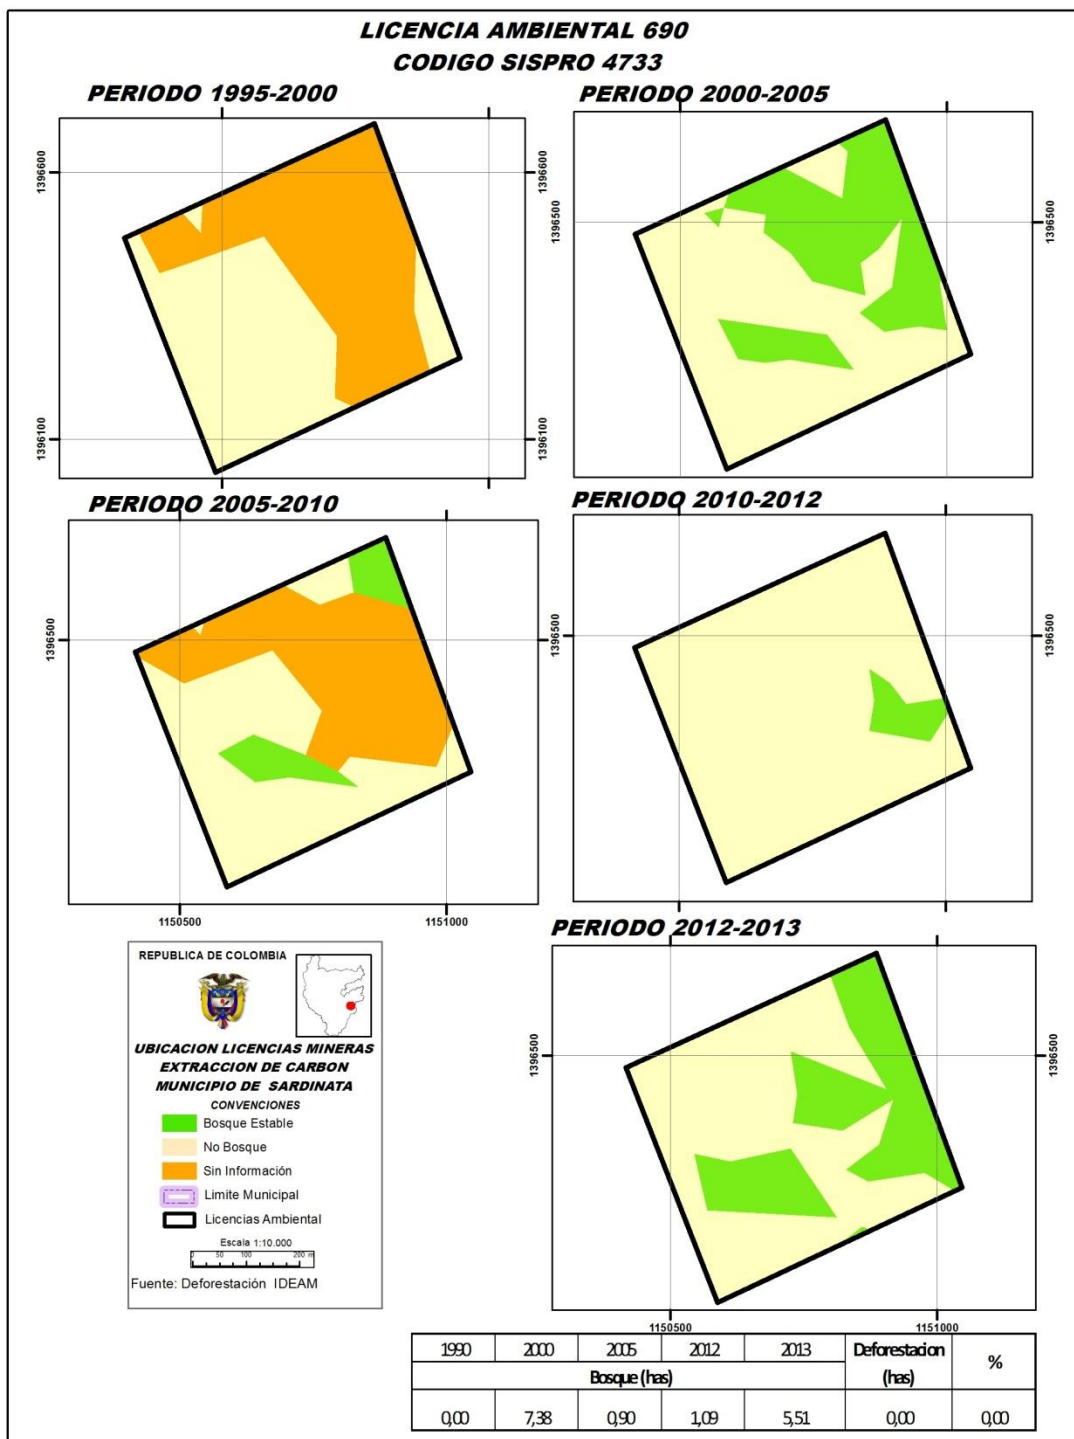 LICENCIA AMBIENTAL 690
CODIGO SISPRO 4733
PERIODO 1995-2000
1396600
1396100
1396600
1396100
PERIODO 2000-2005
1396500
1396500
PERIODO 2005-2010
1396500
1396500
1150500 1151000
PERIODO 2010-2012
1396500
1396500
PERIODO 2012-2013
1396500
1396500
1150500 1151000
REPUBLICA DE COLOMBIA
UBICACION LICENCIAS MINERAS
EXTRACCION DE CARBON
MUNICIPIO DE SARDINATA
CONVENCIONES
Bosque Estable
No Bosque
Sin Información
Limite Municipal
Licencias Ambiental
Escala 1:10.000
0 50 100 200 m
Fuente: Deforestación IDEAM
1990 2000 2005 2012 2013 Deforestacion (has) %
Bosque (has)
0,00 7,38 0,90 1,09 5,51 0,00 0,00